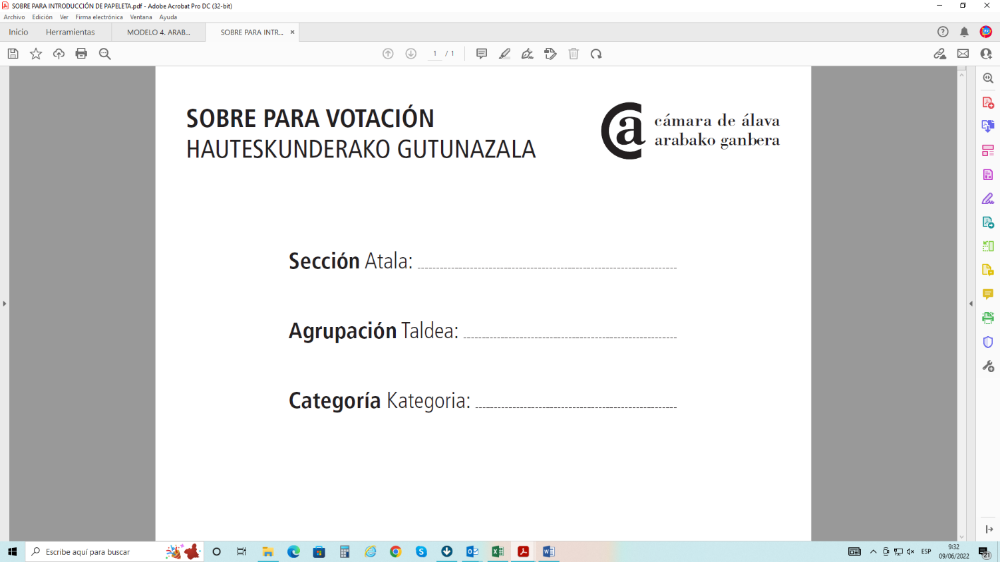 SOBRE PARA INTRODUCCIÓN DE PAPELETA.pdf - Adobe Acrobat Pro DC (32-bit)
Archivo Edición Ver Firma electrónica Ventana Ayuda
Inicio Herramientas MODELO 4. ARAB... SOBRE PARA INTR... ×
1 / 1
SOBRE PARA VOTACIÓN
HAUTESKUNDERAKO GUTUNAZALA
cámara de álava
arabako ganbera
Sección Atala:
Agrupación Taldea:
Categoría Kategoria:
Escribe aquí para buscar
ESP
9:32
09/06/2022
21